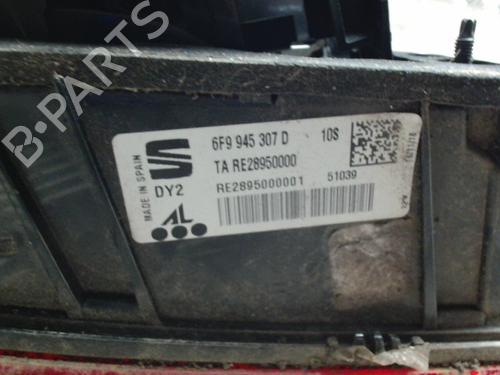 MADE IN SPAIN
DY2
AL
6F9 945 307 D 10S
TA RE28950000
RE2895000001 51039
B-PARTS